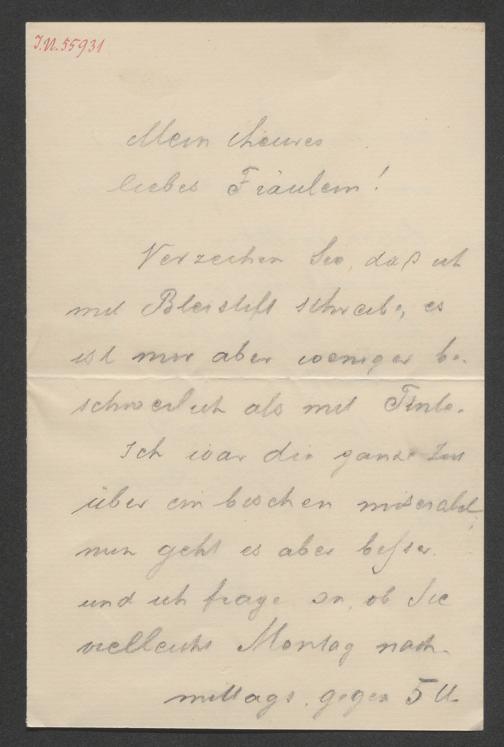 I.N. 55931
Mein theures
liebes Fräulein!
Verzeihen Sie, daß ich
mit Bleistift schreibe, es
ist mir aber weniger be-
schwerlich als mit Tinte.
Ich war die ganze Zeit
über ein bischen miserabel,
nun geht es aber besser
und ich frage an, ob Sie
vielleicht Montag nach-
mittags gegen 5 U